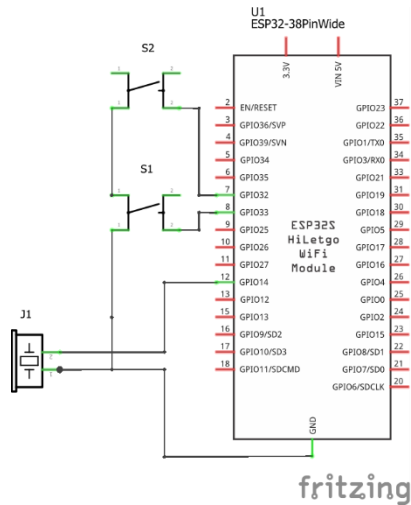 U1
ESP32-38PinWide
S2
3.3V
VIN 5V
2 EN/RESET GPIO23 37
3 GPIO36/SVP GPIO22 36
4 GPIO39/SVN GPIO1/TX0 35
5 GPIO34 GPIO3/RX0 34
6 GPIO35 GPIO21 33
S1
7 GPIO32 GPIO19 31
8 GPIO33 GPIO18 30
9 GPIO25 GPIO5 29
10 GPIO26 GPIO17 28
11 GPIO27 GPIO16 27
ESP32S
HiLetgo
WiFi
Module
12 GPIO14 GPIO4 26
13 GPIO12 GPIO0 25
15 GPIO13 GPIO2 24
16 GPIO9/SD2 GPIO15 23
17 GPIO10/SD3 GPIO8/SD1 22
18 GPIO11/SDCMD GPIO7/SD0 21
GPIO6/SDCLK 20
J1
GND
fritzing